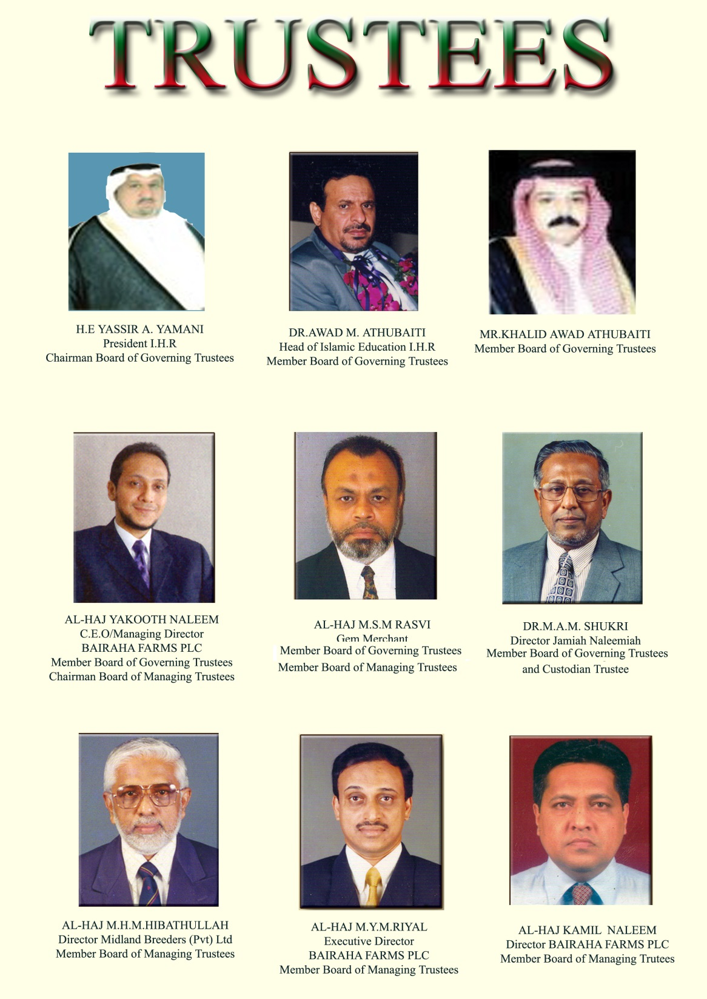 TRUSTEES
H.E YASSIR A. YAMANI
President I.H.R
Chairman Board of Governing Trustees
DR.AWAD M. ATHUBAITI
Head of Islamic Education I.H.R
Member Board of Governing Trustees
MR.KHALID AWAD ATHUBAITI
Member Board of Governing Trustees
AL-HAJ YAKOOTH NALEEM
C.E.O/Managing Director
BAIRAHA FARMS PLC
Member Board of Governing Trustees
Chairman Board of Managing Trustees
AL-HAJ M.S.M RASVI
Gem Merchant
Member Board of Governing Trustees
Member Board of Managing Trustees
DR.M.A.M. SHUKRI
Director Jamiah Naleemiah
Member Board of Governing Trustees
and Custodian Trustee
AL-HAJ M.H.M.HIBATHULLAH
Director Midland Breeders (Pvt) Ltd
Member Board of Managing Trustees
AL-HAJ M.Y.M.RIYAL
Executive Director
BAIRAHA FARMS PLC
Member Board of Managing Trustees
AL-HAJ KAMIL  NALEEM
Director BAIRAHA FARMS PLC
Member Board of Managing Trutees